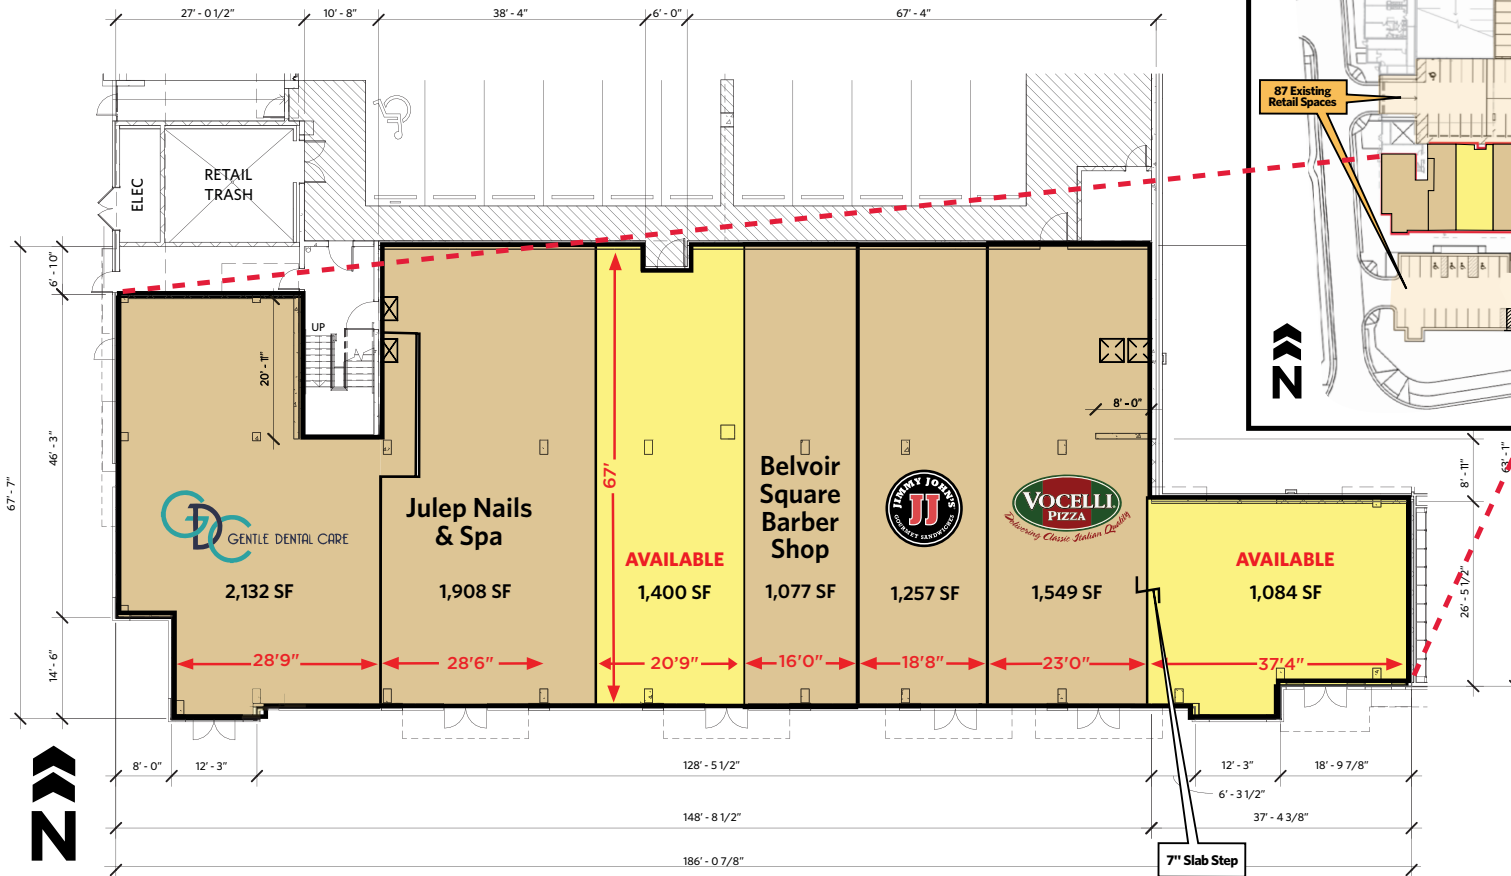 27' - 0 1/2"
10' - 8"
38' - 4"
6' - 0"
67' - 4"
87 Existing
Retail Spaces
ELEC
RETAIL
TRASH
6' - 10"
UP
20' - 11"
46' - 3"
67' - 7"
14' - 6"
67'
8' - 0"
N
8' - 11"
63' - 1"
26' - 5 1/2"
GDC
GENTLE DENTAL CARE
2,132 SF
28'9"
Julep Nails
& Spa
1,908 SF
28'6"
AVAILABLE
1,400 SF
20'9"
Belvoir
Square
Barber
Shop
1,077 SF
16'0"
JIMMY JOHN'S
JJ
GOURMET SANDWICHES
1,257 SF
18'8"
VOCELLI
PIZZA
Delivering Classic Italian Quality
1,549 SF
23'0"
AVAILABLE
1,084 SF
37'4"
8' - 0"
12' - 3"
128' - 5 1/2"
12' - 3"
18' - 9 7/8"
6' - 3 1/2"
148' - 8 1/2"
37' - 4 3/8"
186' - 0 7/8"
7" Slab Step
N